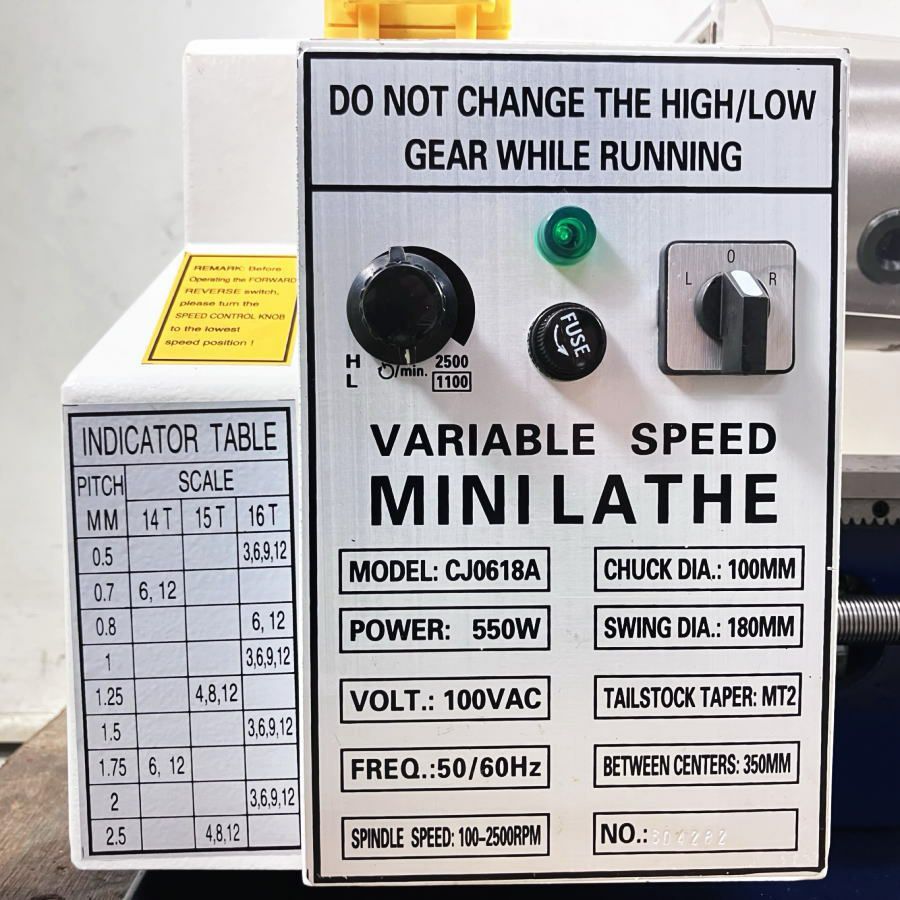 DO NOT CHANGE THE HIGH/LOW
GEAR WHILE RUNNING
REMARK: Before
Operating the FORWARD
REVERSE switch,
please turn the
SPEED CONTROL KNOB
to the lowest
speed position !
H
L
/min.
2500
1100
FUSE
L O R
VARIABLE SPEED
MINI LATHE
MODEL: CJ0618A
POWER: 550W
VOLT.: 100VAC
FREQ.:50/60Hz
SPINDLE SPEED: 100-2500RPM
CHUCK DIA.: 100MM
SWING DIA.: 180MM
TAILSTOCK TAPER: MT2
BETWEEN CENTERS: 350MM
NO.:
INDICATOR TABLE
PITCH SCALE
MM 14T 15T 16T
0.5 3,6,9,12
0.7 6, 12
0.8 6, 12
1 3,6,9,12
1.25 4,8,12
1.5 3,6,9,12
1.75 6, 12
2 3,6,9,12
2.5 4,8,12